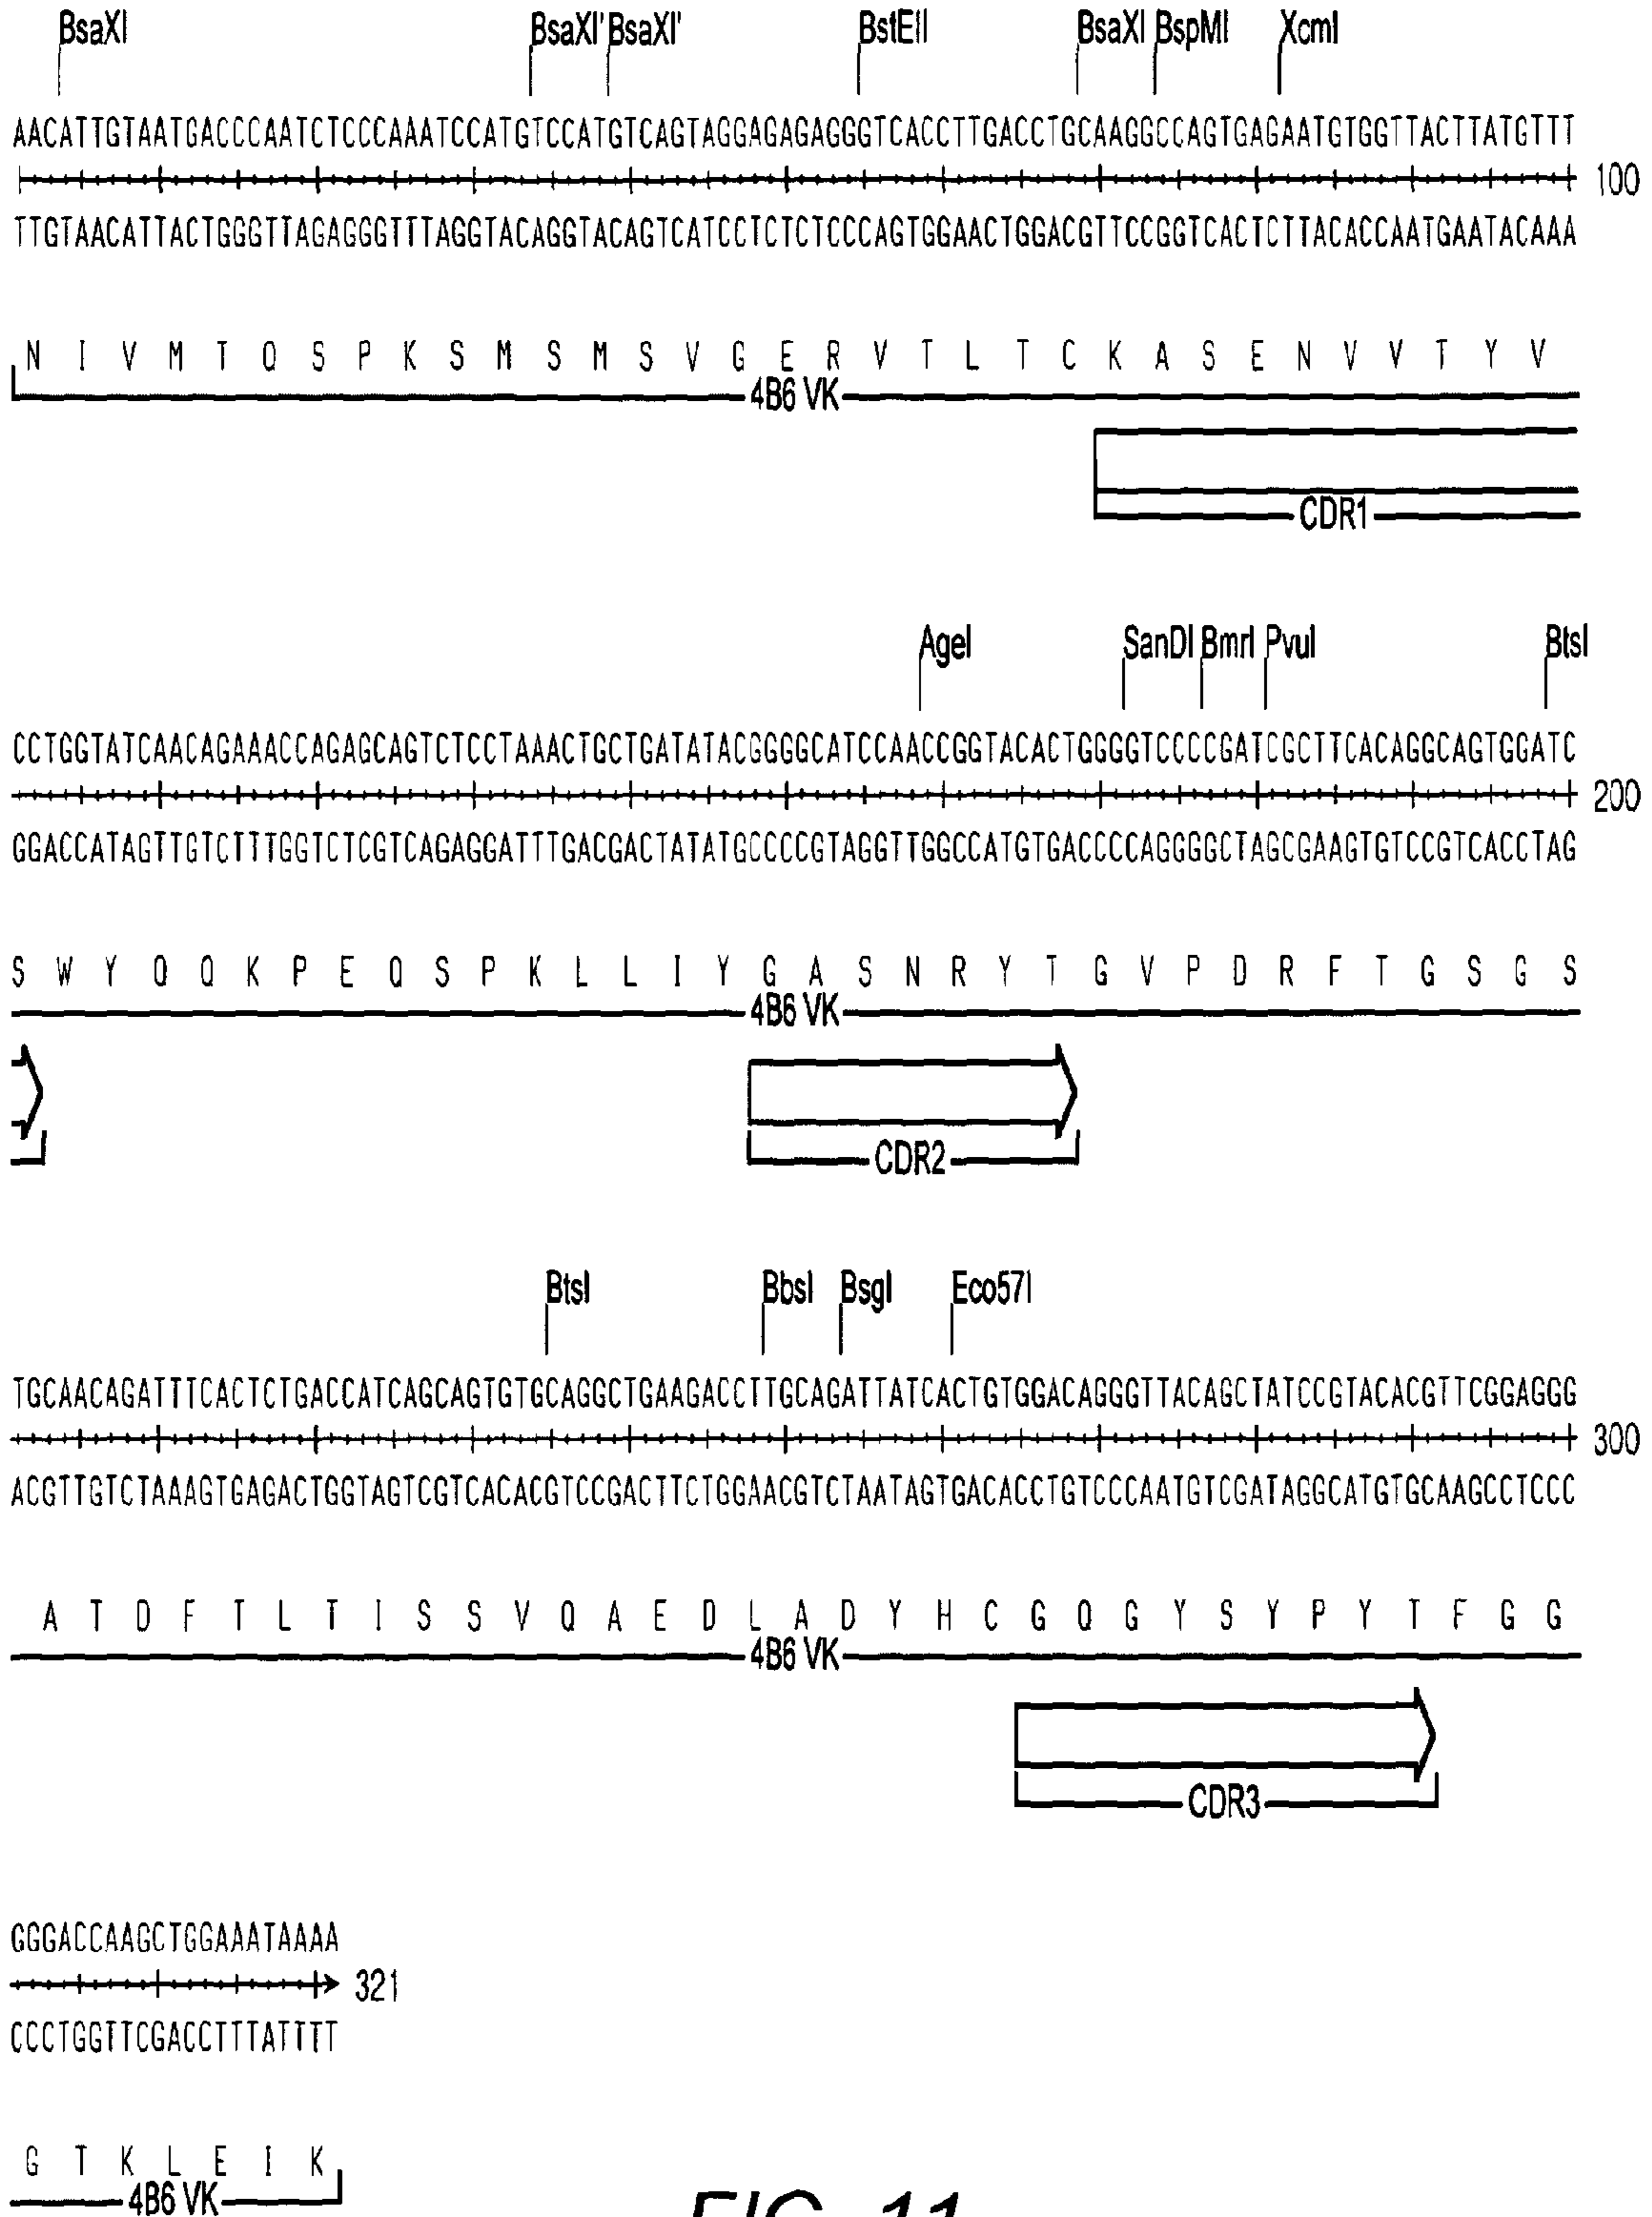 BsaXI BsaXI' BsaXI' BstEII BsaXI BspMI XcmI
AACATTGTAATGACCCAATCTCCCAAATCCATGTCCATGTCAGTAGGAGAGAGGGTCACCTTGACCTGCAAGGCCAGTGAGAATGTGGTTACTTATGTTT
100
TTGTAACATTACTGGGTTAGAGGGTTTAGGTACAGGTACAGTCATCCTCTCTCCCAGTGGAACTGGACGTTCCGGTCACTCTTACACCAATGAATACAAA
N I V M T Q S P K S M S M S V G E R V T L T C K A S E N V V T Y V
4B6 VK
CDR1
AgeI SanDI BmrI PvuI BtsI
CCTGGTATCAACAGAAACCAGAGCAGTCTCCTAAACTGCTGATATACGGGGCATCCAACCGGTACACTGGGGTCCCCGATCGCTTCACAGGCAGTGGATC
200
GGACCATAGTTGTCTTTGGTCTCGTCAGAGGATTTGACGACTATATGCCCCGTAGGTTGGCCATGTGACCCCAGGGGCTAGCGAAGTGTCCGTCACCTAG
S W Y Q Q K P E Q S P K L L I Y G A S N R Y T G V P D R F T G S G S
4B6 VK
CDR2
BtsI BbsI BsgI Eco57I
TGCAACAGATTTCACTCTGACCATCAGCAGTGTGCAGGCTGAAGACCTTGCAGATTATCACTGTGGACAGGGTTACAGCTATCCGTACACGTTCGGAGGG
300
ACGTTGTCTAAAGTGAGACTGGTAGTCGTCACACGTCCGACTTCTGGAACGTCTAATAGTGACACCTGTCCCAATGTCGATAGGCATGTGCAAGCCTCCC
A T D F T L T I S S V Q A E D L A D Y H C G Q G Y S Y P Y T F G G
4B6 VK
CDR3
GGGACCAAGCTGGAAATAAAA
321
CCCTGGTTCGACCTTTATTTT
G T K L E I K
4B6 VK
FIG. 11